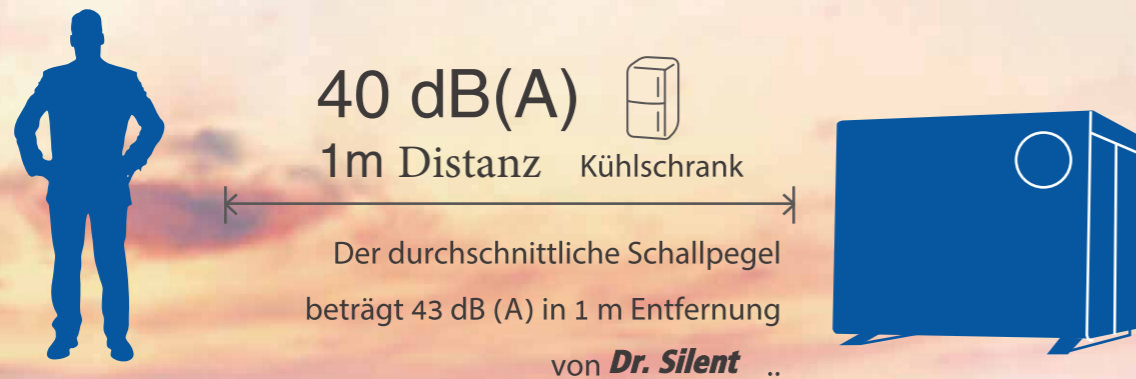 40 dB(A)
1m Distanz Kühlschrank
Der durchschnittliche Schallpegel
beträgt 43 dB (A) in 1 m Entfernung
von Dr. Silent ..